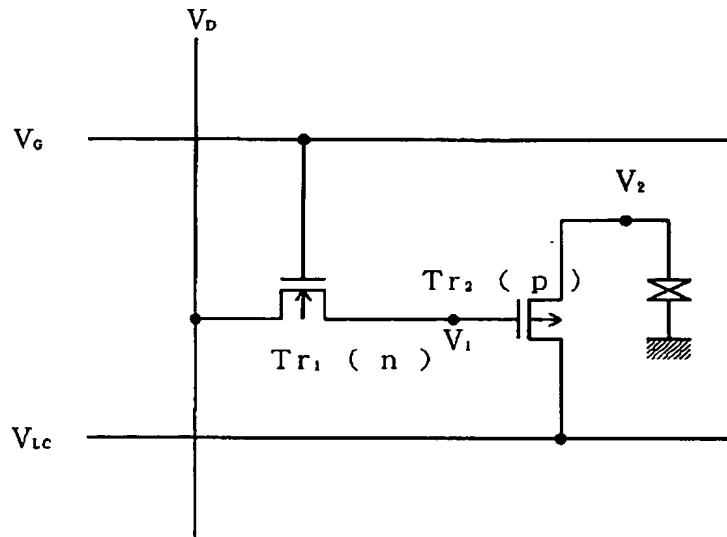 V_D
V_G
V_2
Tr_2 ( p )
V_1
Tr_1 ( n )
V_LC